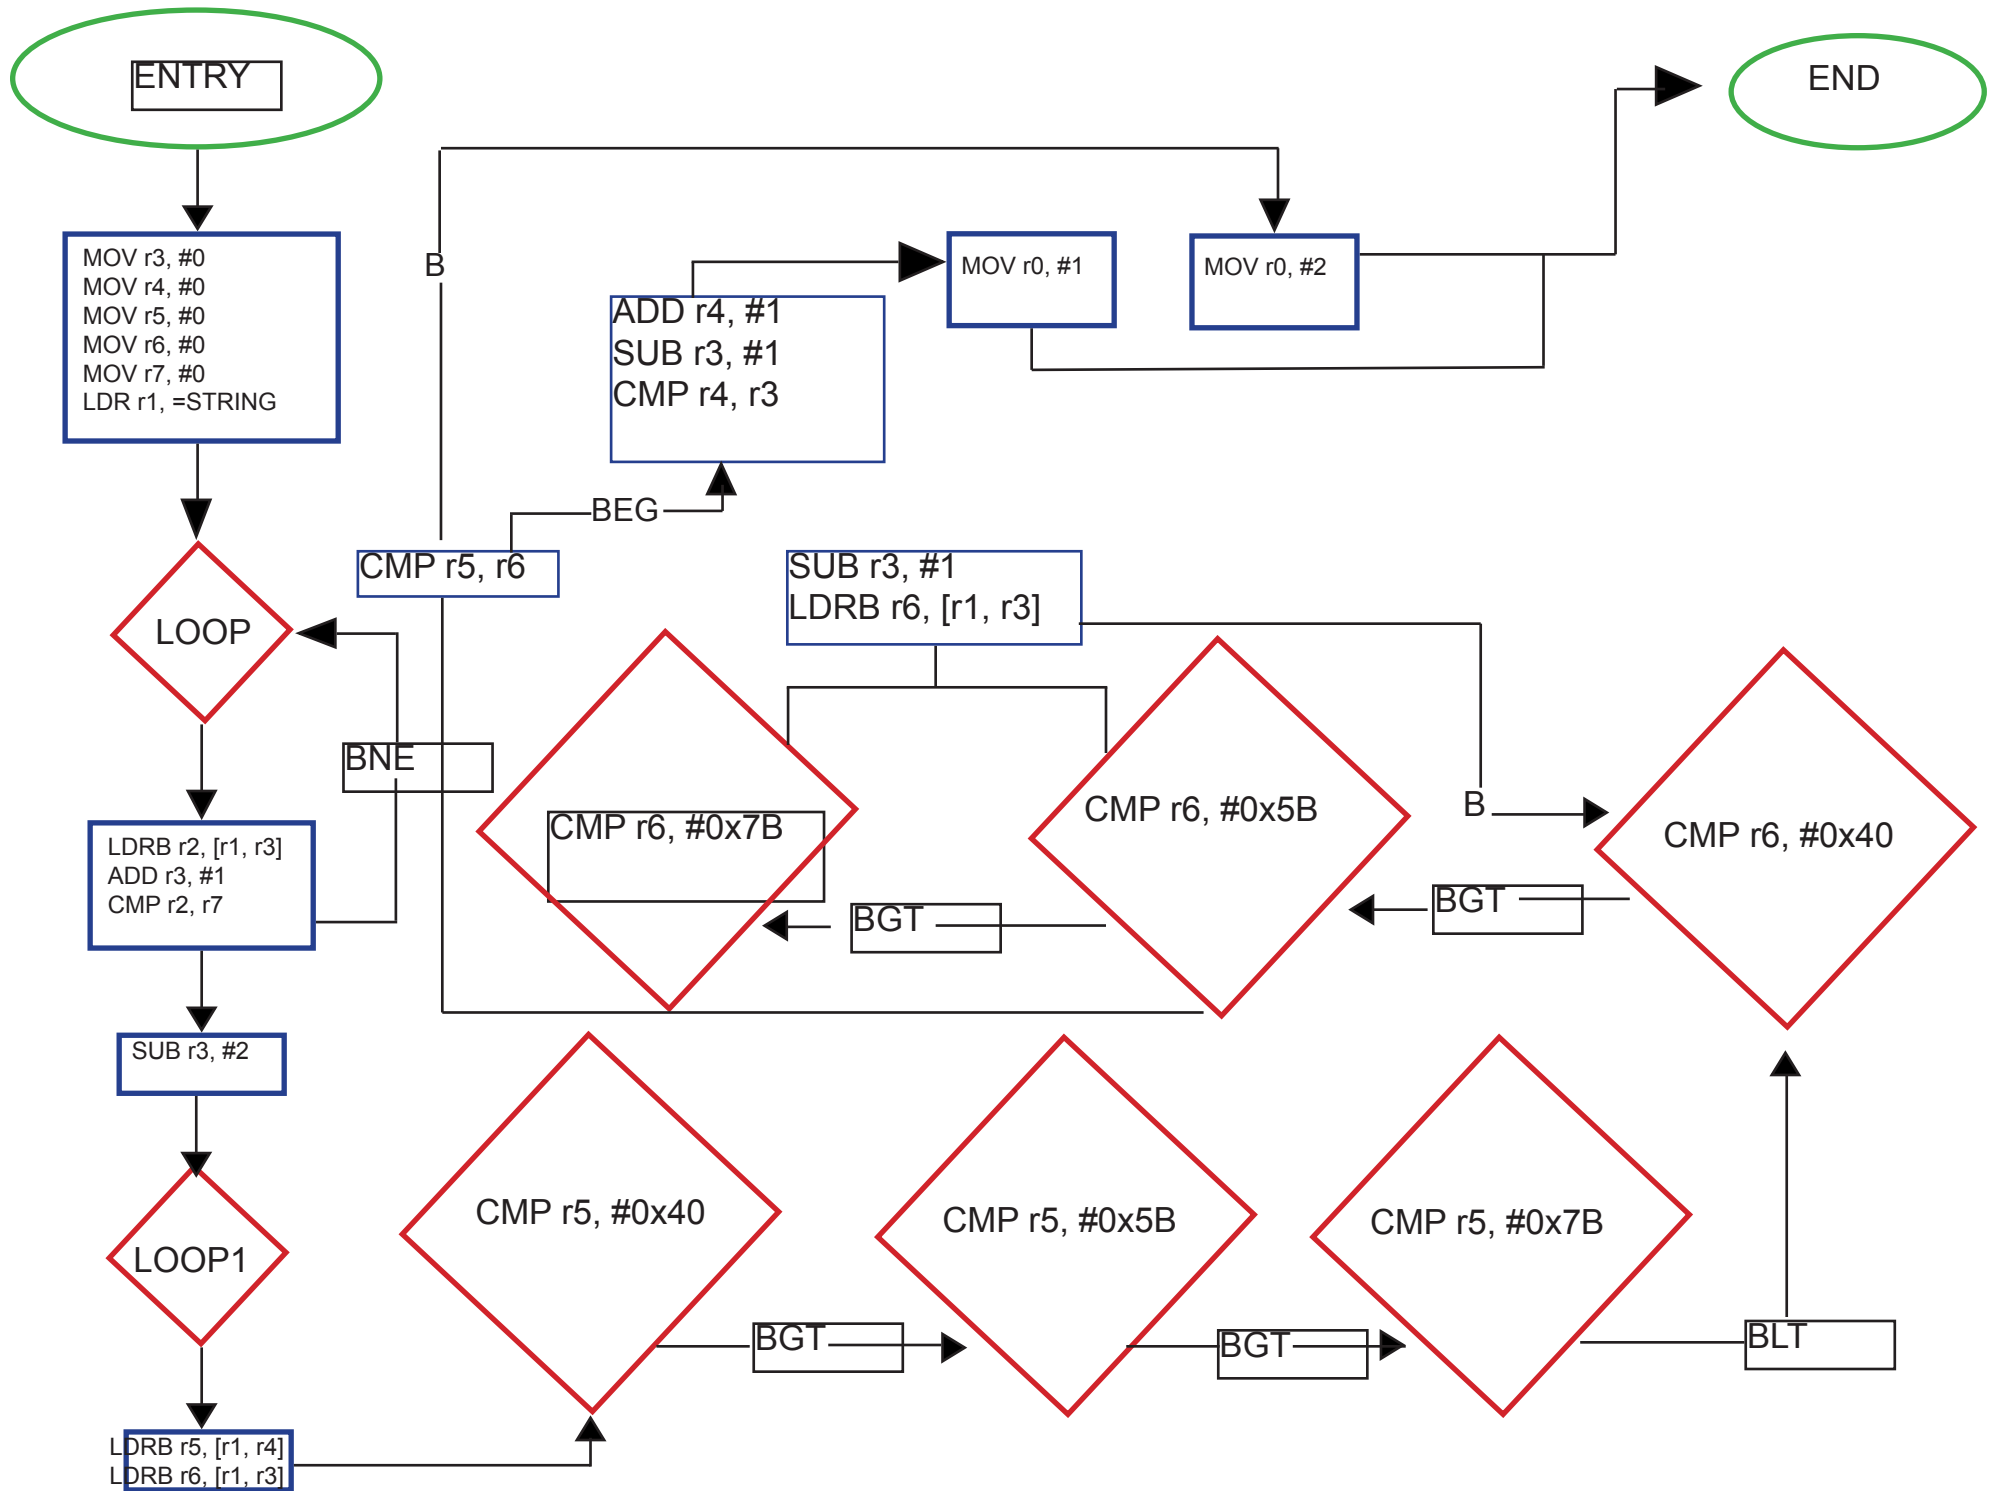 ENTRY
END
MOV r3, #0
MOV r4, #0
MOV r5, #0
MOV r6, #0
MOV r7, #0
LDR r1, =STRING
B
ADD r4, #1
SUB r3, #1
CMP r4, r3
MOV r0, #1
MOV r0, #2
BEG
CMP r5, r6
SUB r3, #1
LDRB r6, [r1, r3]
LOOP
BNE
CMP r6, #0x7B
CMP r6, #0x5B
B
CMP r6, #0x40
BGT
BGT
LDRB r2, [r1, r3]
ADD r3, #1
CMP r2, r7
SUB r3, #2
LOOP1
CMP r5, #0x40
CMP r5, #0x5B
CMP r5, #0x7B
BGT
BGT
BLT
LDRB r5, [r1, r4]
LDRB r6, [r1, r3]